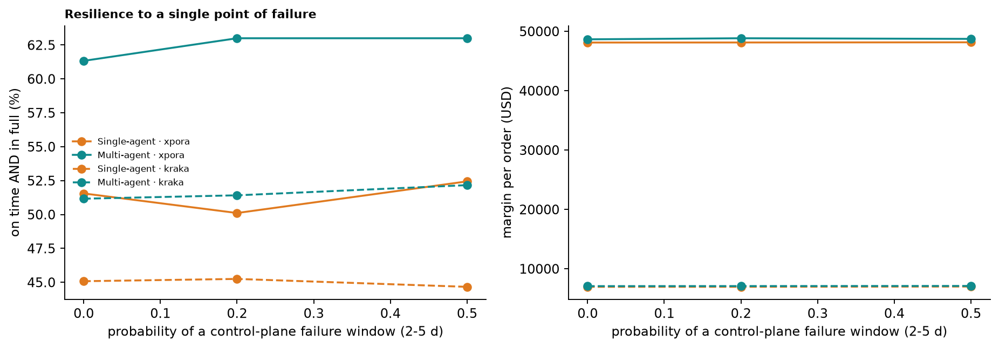 Resilience to a single point of failure
on time AND in full (%)
62.5
60.0
57.5
55.0
52.5
50.0
47.5
45.0
Single-agent · xpora
Multi-agent · xpora
Single-agent · kraka
Multi-agent · kraka
0.0 0.1 0.2 0.3 0.4 0.5
probability of a control-plane failure window (2-5 d)
margin per order (USD)
50000
40000
30000
20000
10000
0.0 0.1 0.2 0.3 0.4 0.5
probability of a control-plane failure window (2-5 d)